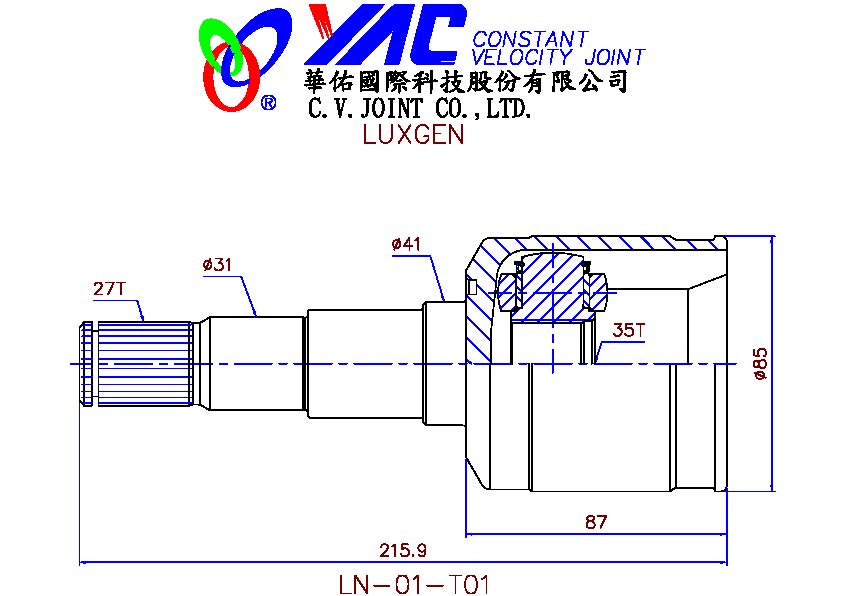 YAC CONSTANT
VELOCITY JOINT
®
華佑國際科技股份有限公司
C.V.JOINT CO.,LTD.
LUXGEN
ø41
ø31
27T
35T
ø85
87
215.9
LN-01-T01